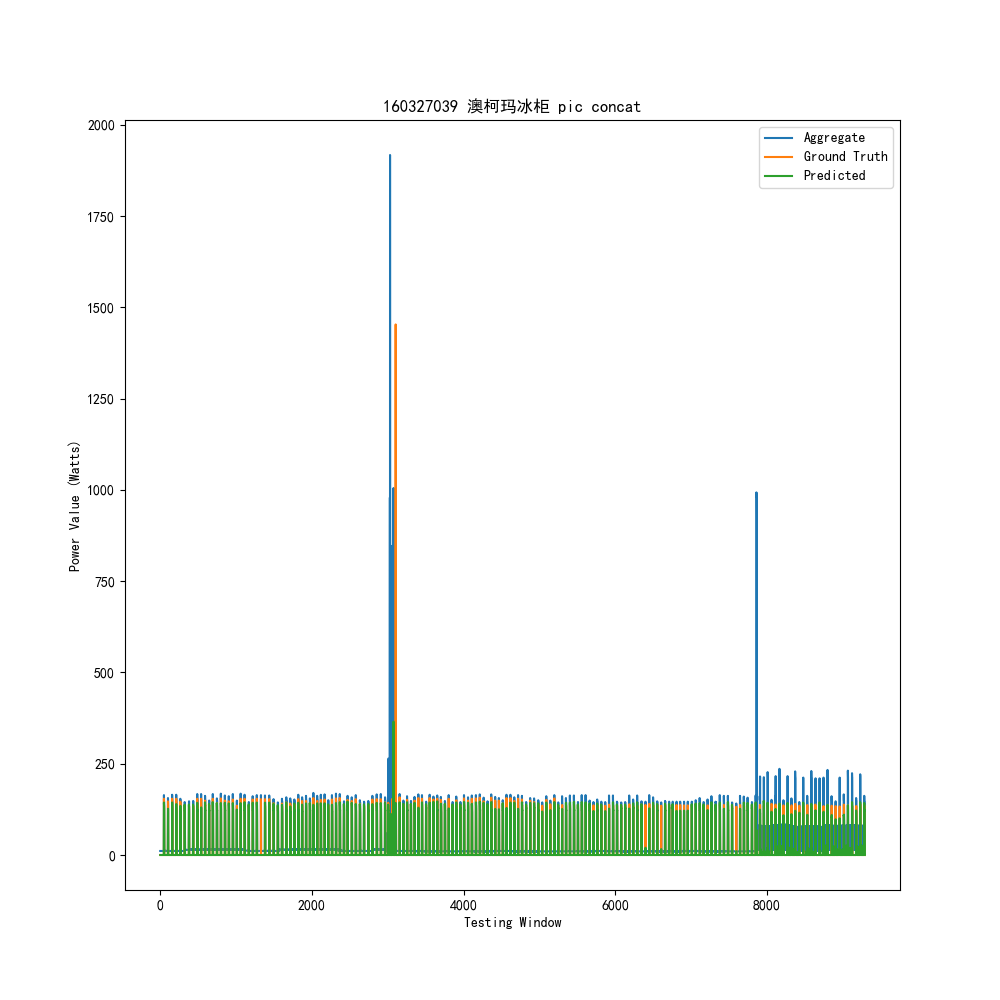 160327039 澳柯玛冰柜 pic concat
2000
1750
1500
1250
1000
750
500
250
0
Power Value (Watts)
Aggregate
Ground Truth
Predicted
0 2000 4000 6000 8000
Testing Window